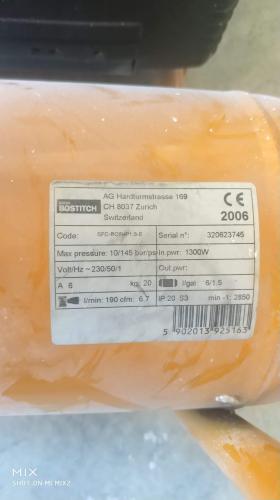 BOSTITCH
AG Hardturmstrasse 169
CH 8037 Zurich
Switzerland
CE
2006
Code:
Serial n°: 320623745
Max pressure: 10/145 bar/psi In.pwr: 1300W
Volt/Hz ~230/50/1 Out.pwr:
A 6 kg: 20 l/gal: 6/1.5
l/min: 190 cfm: 6.7 IP 20 S3 min -1: 2850
5 902013 925163
MIX
SHOT ON MI MIX2